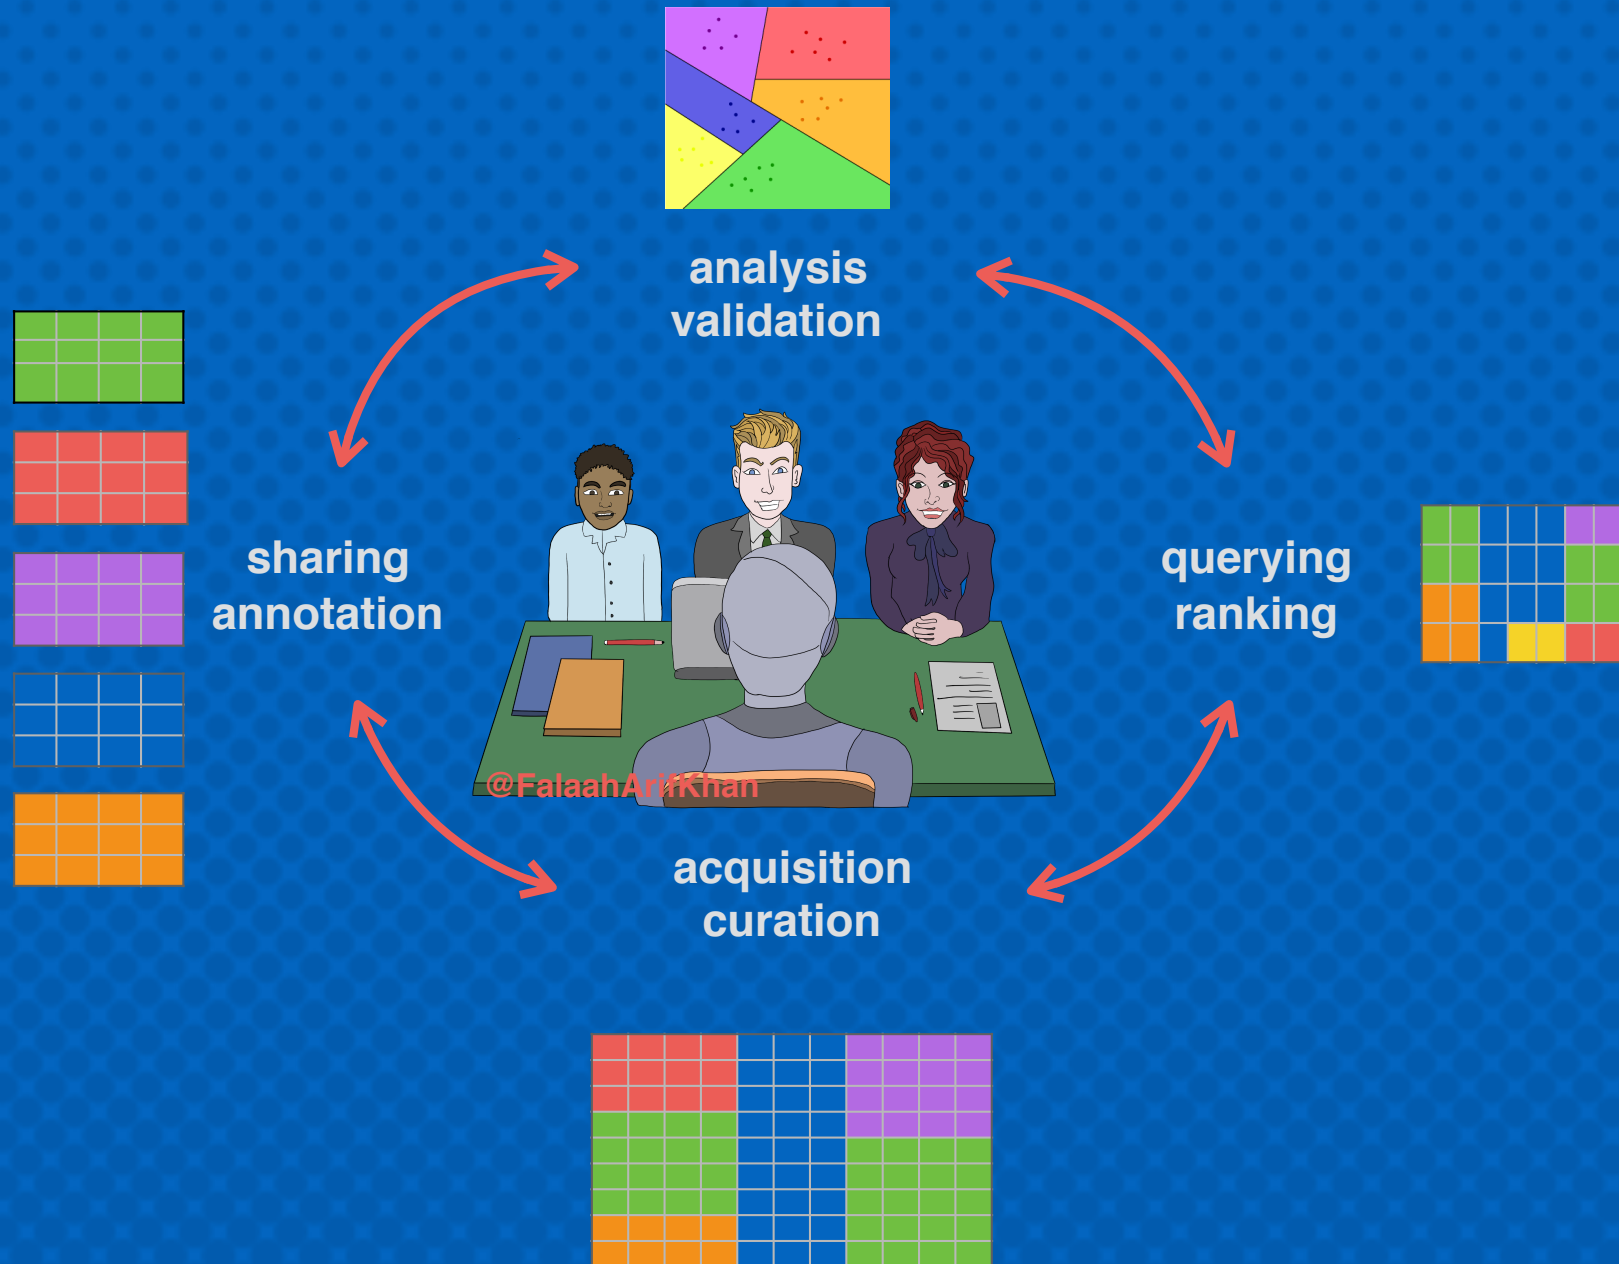 analysis
validation
sharing
annotation
querying
ranking
@FalaahArifKhan
acquisition
curation